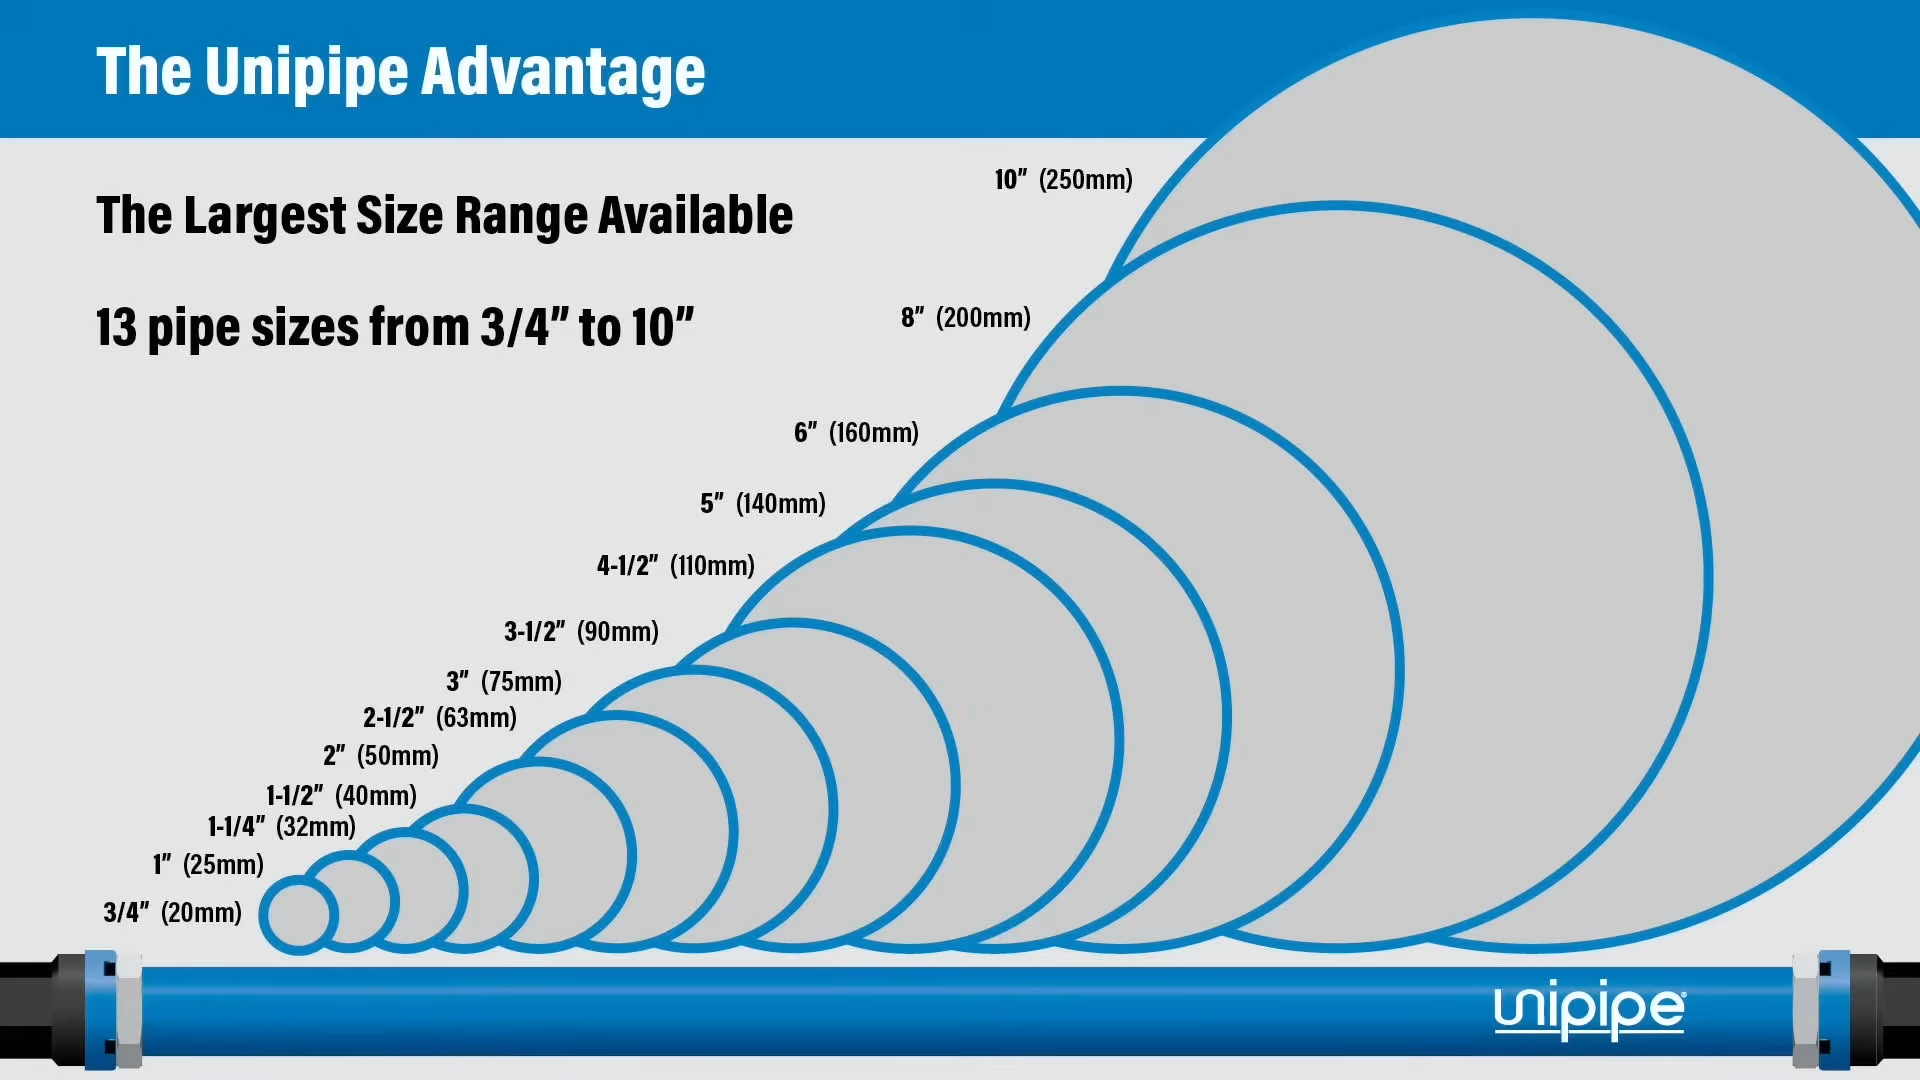 The Unipipe Advantage
The Largest Size Range Available
13 pipe sizes from 3/4” to 10”
10” (250mm)
8” (200mm)
6” (160mm)
5” (140mm)
4-1/2” (110mm)
3-1/2” (90mm)
3” (75mm)
2-1/2” (63mm)
2” (50mm)
1-1/2” (40mm)
1-1/4” (32mm)
1” (25mm)
3/4” (20mm)
unipipe®